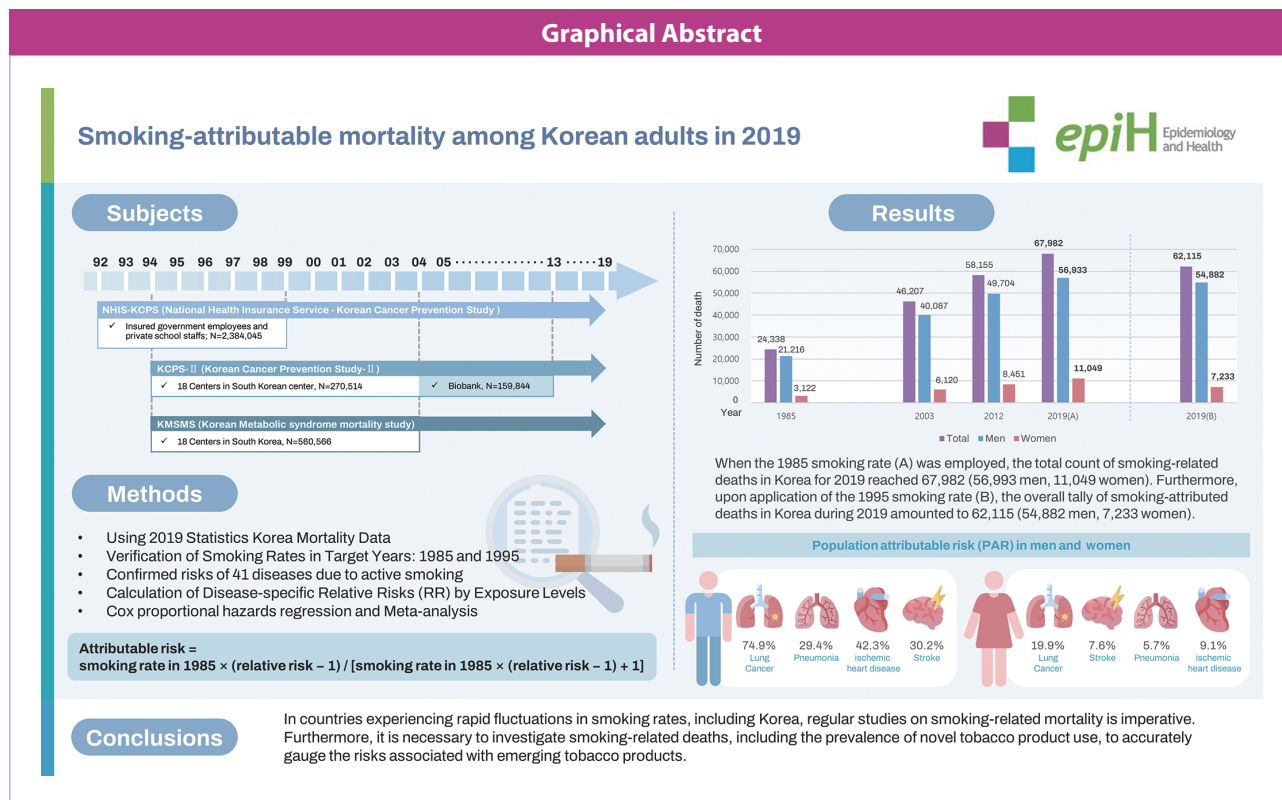 Graphical Abstract
Smoking-attributable mortality among Korean adults in 2019
epiH Epidemiology
and Health
Subjects
92 93 94 95 96 97 98 99 00 01 02 03 04 05 ·················· 13 ····· 19
NHIS-KCPS (National Health Insurance Service - Korean Cancer Prevention Study )
✓ Insured government employees and
private school staffs; N=2,384,045
KCPS-Ⅱ (Korean Cancer Prevention Study-Ⅱ)
✓ 18 Centers in South Korean center, N=270,514
✓ Biobank, N=159,844
KMSMS (Korean Metabolic syndrome mortality study)
✓ 18 Centers in South Korea, N=560,566
Methods
• Using 2019 Statistics Korea Mortality Data
• Verification of Smoking Rates in Target Years: 1985 and 1995
• Confirmed risks of 41 diseases due to active smoking
• Calculation of Disease-specific Relative Risks (RR) by Exposure Levels
• Cox proportional hazards regression and Meta-analysis
Attributable risk =
smoking rate in 1985 × (relative risk − 1) / [smoking rate in 1985 × (relative risk − 1) + 1]
Results
Number of death
70,000
60,000
50,000
40,000
30,000
20,000
10,000
0
Year
24,338
21,216
3,122
46,207
40,087
6,120
58,155
49,704
8,451
67,982
56,933
11,049
62,115
54,882
7,233
1985 2003 2012 2019(A) 2019(B)
Total Men Women
When the 1985 smoking rate (A) was employed, the total count of smoking-related
deaths in Korea for 2019 reached 67,982 (56,993 men, 11,049 women). Furthermore,
upon application of the 1995 smoking rate (B), the overall tally of smoking-attributed
deaths in Korea during 2019 amounted to 62,115 (54,882 men, 7,233 women).
Population attributable risk (PAR) in men and women
74.9%
Lung
Cancer
29.4%
Pneumonia
42.3%
ischemic
heart disease
30.2%
Stroke
19.9%
Lung
Cancer
7.6%
Stroke
5.7%
Pneumonia
9.1%
ischemic
heart disease
Conclusions
In countries experiencing rapid fluctuations in smoking rates, including Korea, regular studies on smoking-related mortality is imperative.
Furthermore, it is necessary to investigate smoking-related deaths, including the prevalence of novel tobacco product use, to accurately
gauge the risks associated with emerging tobacco products.